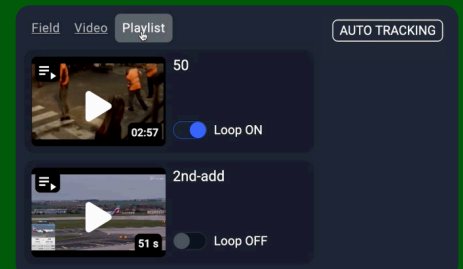 Field Video Playlist AUTO TRACKING
50
02:57
Loop ON
2nd-add
51 s
Loop OFF